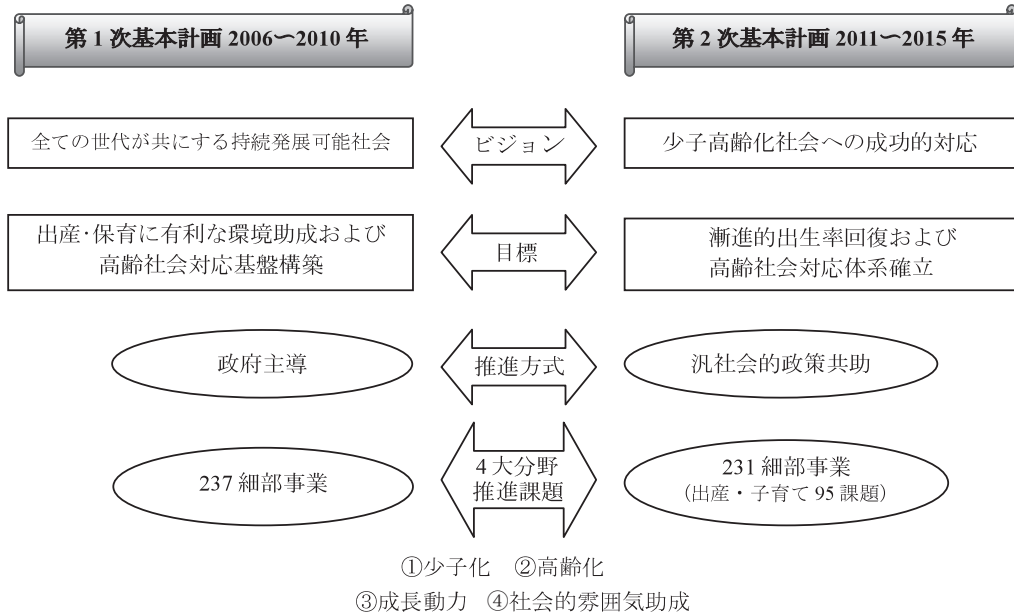 第1次基本計画 2006〜2010年
第2次基本計画 2011〜2015年
全ての世代が共にする持続発展可能社会
ビジョン
少子高齢化社会への成功的対応
出産・保育に有利な環境助成および
高齢社会対応基盤構築
目標
漸進的出生率回復および
高齢社会対応体系確立
政府主導
推進方式
汎社会的政策共助
237細部事業
4大分野
推進課題
231細部事業
(出産・子育て95課題)
①少子化 ②高齢化
③成長動力 ④社会的雰囲気助成